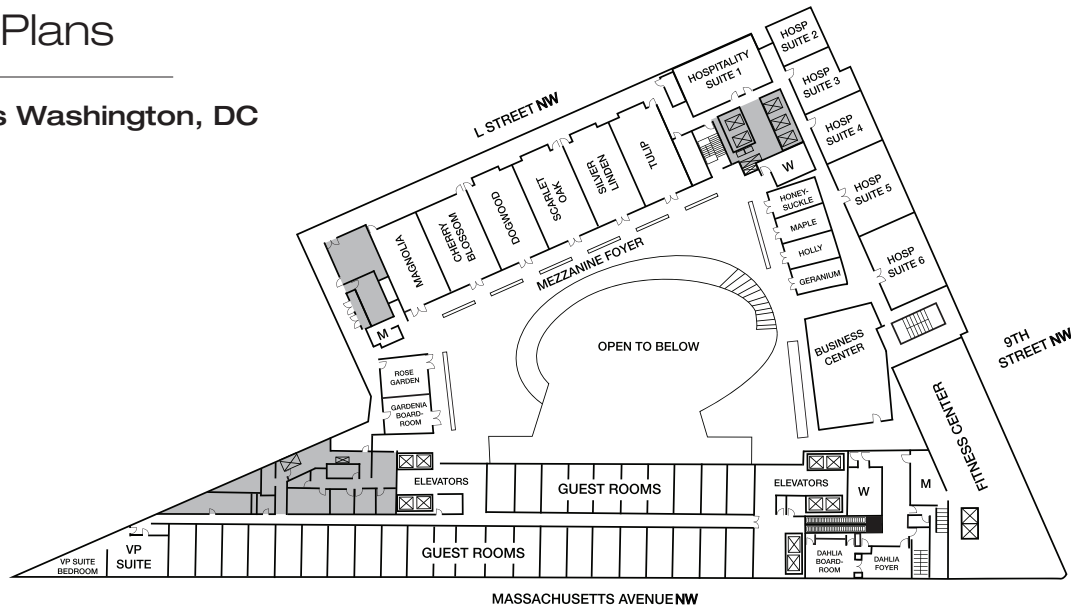 Plans
s Washington, DC
L STREET NW
HOSP
SUITE 2
HOSPITALITY
SUITE 1
HOSP
SUITE 3
HOSP
SUITE 4
HOSP
SUITE 5
HOSP
SUITE 6
TULIP
SILVER
LINDEN
SCARLET
OAK
DOGWOOD
CHERRY
BLOSSOM
MAGNOLIA
W
HONEY-
SUCKLE
MAPLE
HOLLY
GERANIUM
MEZZANINE FOYER
M
OPEN TO BELOW
BUSINESS
CENTER
9TH
STREET NW
ROSE
GARDEN
GARDENIA
BOARD-
ROOM
FITNESS CENTER
ELEVATORS
GUEST ROOMS
ELEVATORS
W
M
GUEST ROOMS
VP SUITE
BEDROOM
VP
SUITE
DAHLIA
BOARD-
ROOM
DAHLIA
FOYER
MASSACHUSETTS AVENUE NW